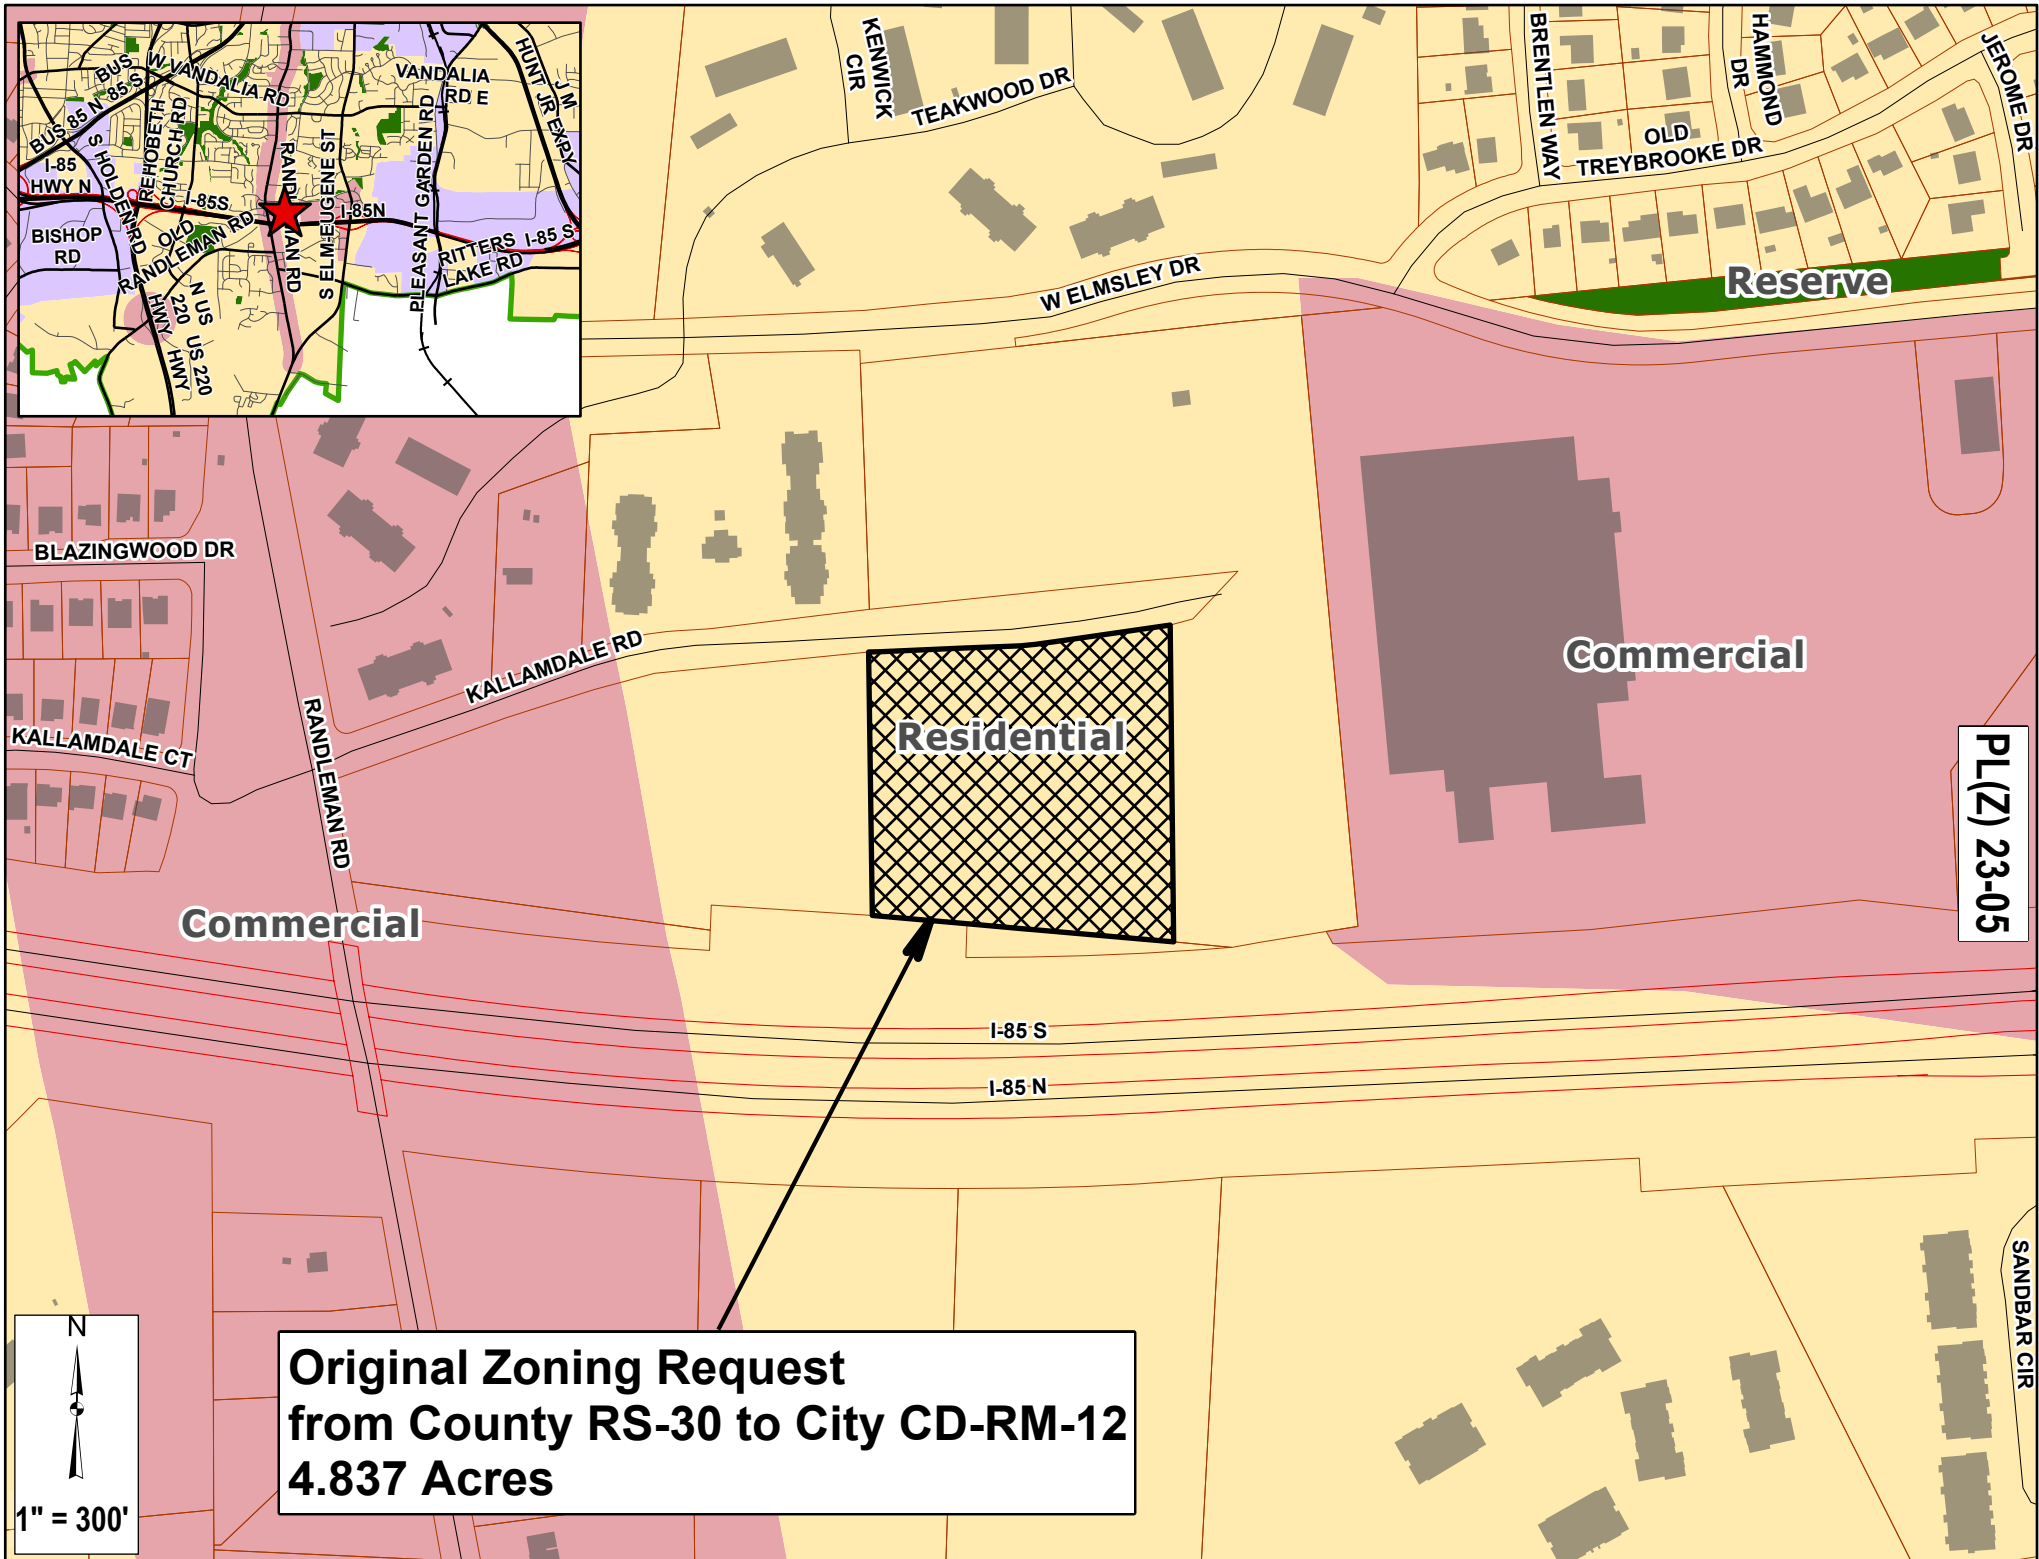 BUS
W VANDALIA RD
VANDALIA
RD E
HUNT JR EXPY
J M
BUS 85 N
85 S
S HOLDEN RD
REHOBETH
CHURCH RD
I-85
HWY N
I-85S
RANDLEMAN RD
S ELM-EUGENE ST
PLEASANT GARDEN RD
I-85N
BISHOP
RD
OLD
RANDLEMAN RD
RITTERS
LAKE RD
I-85 S
N US
220
HWY
US 220
HWY
KENWICK
CIR
TEAKWOOD DR
BRENTLEN WAY
HAMMOND
DR
JEROME DR
OLD
TREYBROOKE DR
W ELMSLEY DR
Reserve
BLAZINGWOOD DR
KALLAMDALE RD
KALLAMDALE CT
RANDLEMAN RD
Residential
Commercial
Commercial
PL(Z) 23-05
I-85 S
I-85 N
SANDBAR CIR
N
1" = 300'
Original Zoning Request
from County RS-30 to City CD-RM-12
4.837 Acres